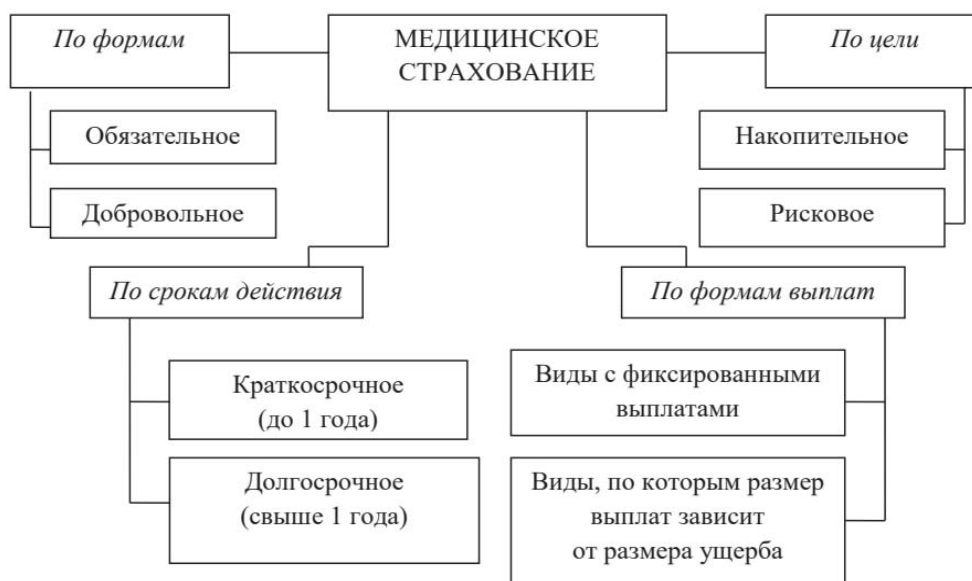 По формам
МЕДИЦИНСКОЕ
СТРАХОВАНИЕ
По цели
Обязательное
Добровольное
Накопительное
Рисковое
По срокам действия
Краткосрочное
(до 1 года)
Долгосрочное
(свыше 1 года)
По формам выплат
Виды с фиксированными
выплатами
Виды, по которым размер
выплат зависит
от размера ущерба